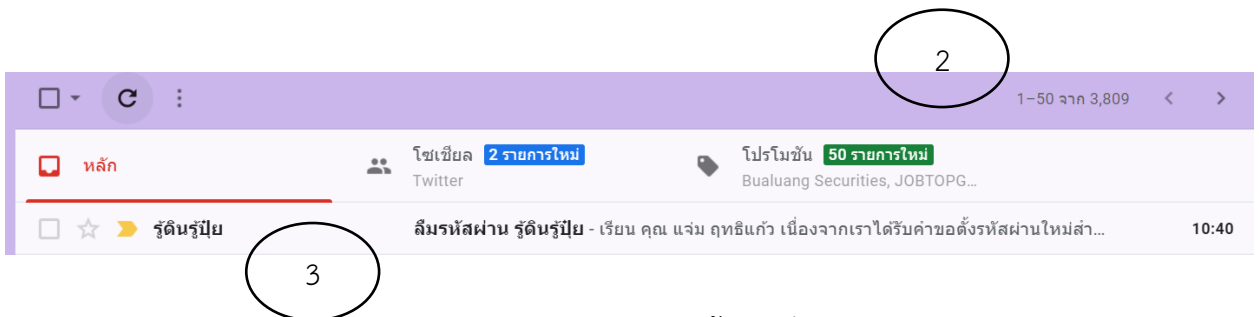 2
1–50 จาก 3,809
หลัก
โซเชียล 2 รายการใหม่
Twitter
โปรโมชัน 50 รายการใหม่
Bualuang Securities, JOBTOPG...
รู้ดินรู้ปุ๋ย ลืมรหัสผ่าน รู้ดินรู้ปุ๋ย - เรียน คุณ แจ่ม ฤทธิแก้ว เนื่องจากเราได้รับคำขอตั้งรหัสผ่านใหม่สำ... 10:40
3